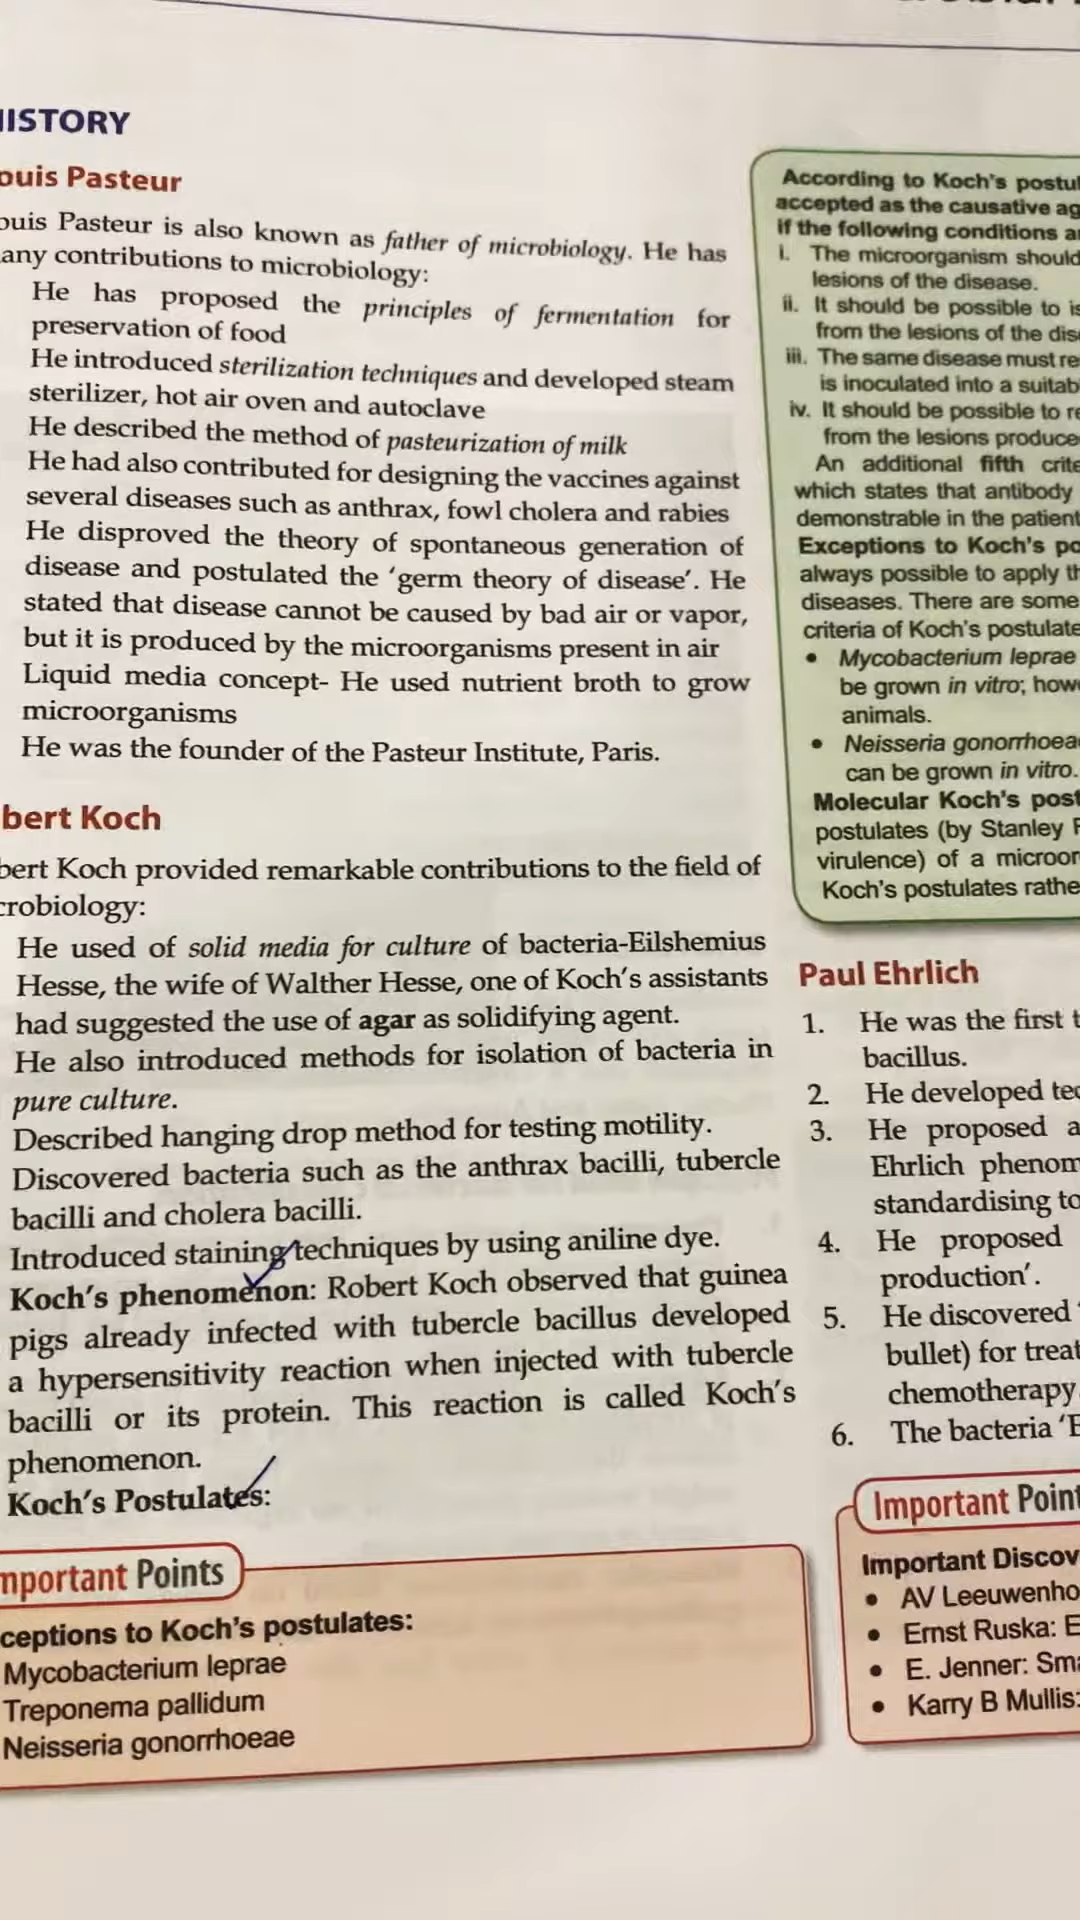 HISTORY
Louis Pasteur
Louis Pasteur is also known as father of microbiology. He has
many contributions to microbiology:
He has proposed the principles of fermentation for
preservation of food
He introduced sterilization techniques and developed steam
sterilizer, hot air oven and autoclave
He described the method of pasteurization of milk
He had also contributed for designing the vaccines against
several diseases such as anthrax, fowl cholera and rabies
He disproved the theory of spontaneous generation of
disease and postulated the ‘germ theory of disease’. He
stated that disease cannot be caused by bad air or vapor,
but it is produced by the microorganisms present in air
Liquid media concept- He used nutrient broth to grow
microorganisms
He was the founder of the Pasteur Institute, Paris.
bert Koch
bert Koch provided remarkable contributions to the field of
crobiology:
He used of solid media for culture of bacteria-Eilshemius
Hesse, the wife of Walther Hesse, one of Koch’s assistants
had suggested the use of agar as solidifying agent.
He also introduced methods for isolation of bacteria in
pure culture.
Described hanging drop method for testing motility.
Discovered bacteria such as the anthrax bacilli, tubercle
bacilli and cholera bacilli.
Introduced staining techniques by using aniline dye.
Koch’s phenomenon: Robert Koch observed that guinea
pigs already infected with tubercle bacillus developed
a hypersensitivity reaction when injected with tubercle
bacilli or its protein. This reaction is called Koch’s
phenomenon.
Koch’s Postulates:
Important Points
ceptions to Koch’s postulates:
Mycobacterium leprae
Treponema pallidum
Neisseria gonorrhoeae
According to Koch’s postul
accepted as the causative ag
if the following conditions a
i. The microorganism should
lesions of the disease.
ii. It should be possible to is
from the lesions of the dis
iii. The same disease must re
is inoculated into a suitab
iv. It should be possible to re
from the lesions produce
An additional fifth crite
which states that antibody
demonstrable in the patient
Exceptions to Koch’s po
always possible to apply th
diseases. There are some
criteria of Koch’s postulate
• Mycobacterium leprae
be grown in vitro; how
animals.
• Neisseria gonorrhoea
can be grown in vitro.
Molecular Koch’s post
postulates (by Stanley F
virulence) of a microor
Koch’s postulates rathe
Paul Ehrlich
1. He was the first t
bacillus.
2. He developed tec
3. He proposed a
Ehrlich phenom
standardising to
4. He proposed
production’.
5. He discovered
bullet) for treat
chemotherapy
6. The bacteria ‘E
Important Point
Important Discov
• AV Leeuwenho
• Ernst Ruska: E
• E. Jenner: Sma
• Karry B Mullis: